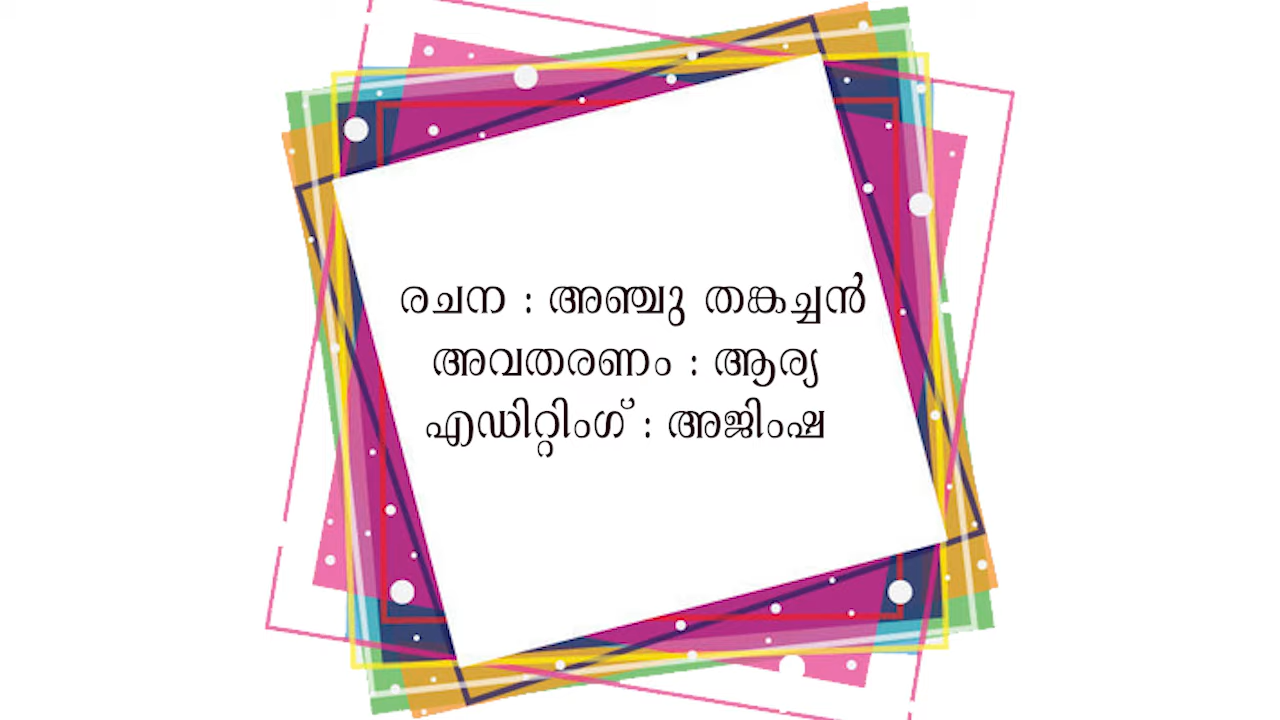 രചന : അഞ്ചു തങ്കച്ചൻ
അവതരണം : ആര്യ
എഡിറ്റിംഗ് : അജിംഷ